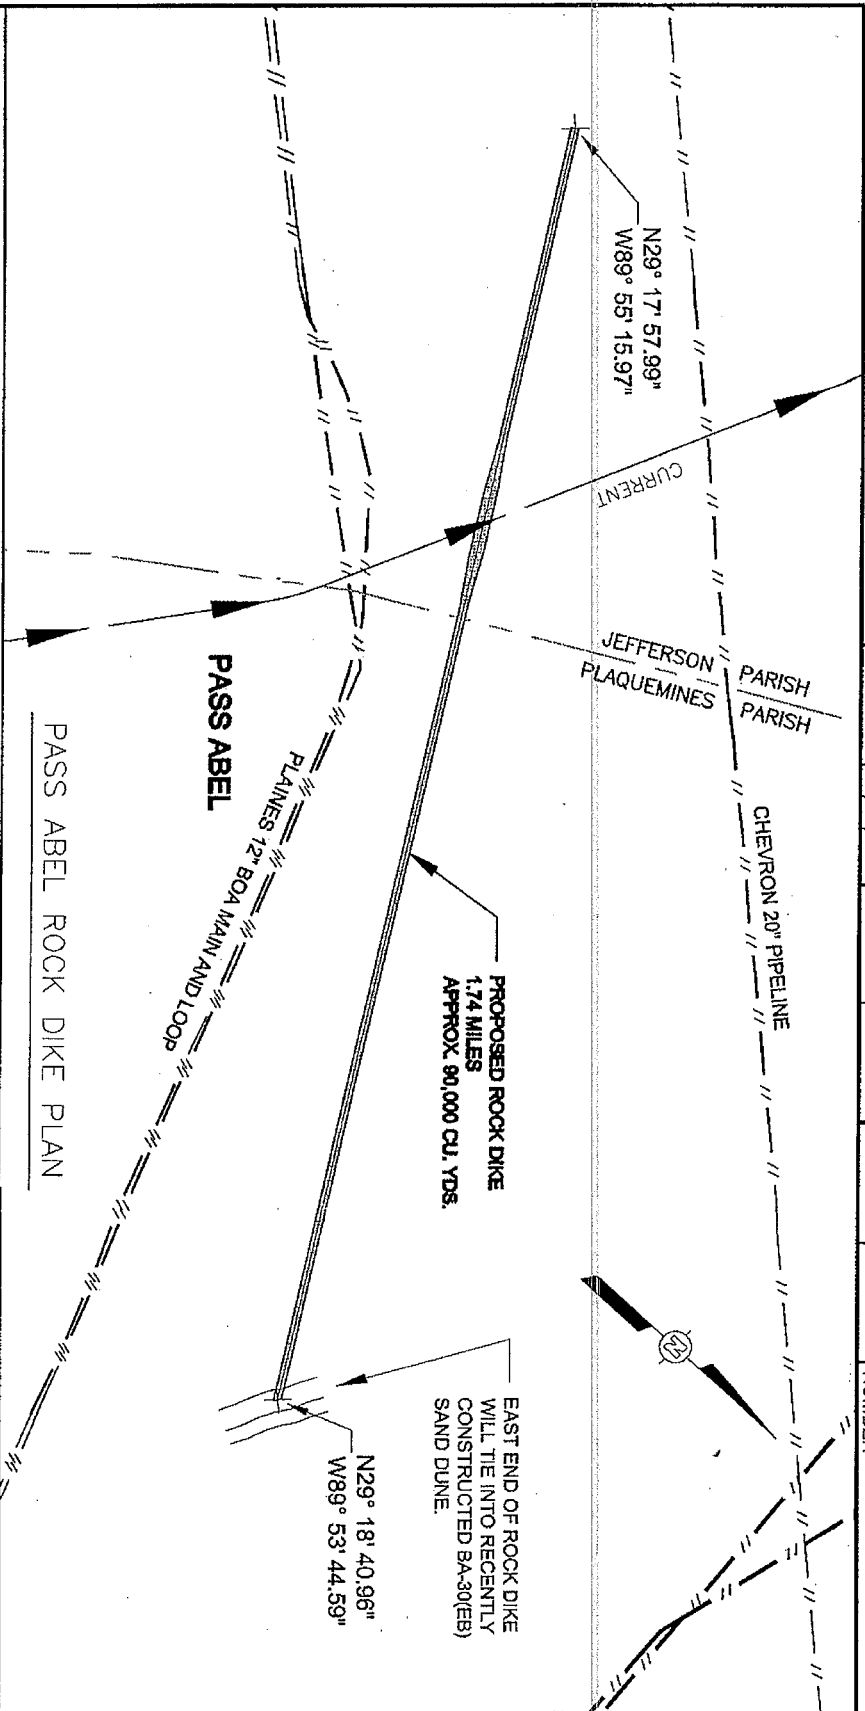 N29° 17' 57.99"
W89° 55' 15.97"
CURRENT
JEFFERSON PARISH
PLAQUEMINES PARISH
CHEVRON 20" PIPELINE
PROPOSED ROCK DIKE
1.74 MILES
APPROX. 90,000 CU. YDS.
PASS ABEL
PLAINES 12" BOA MAIN AND LOOP
N
EAST END OF ROCK DIKE
WILL TIE INTO RECENTLY
CONSTRUCTED BA-30(EB)
SAND DUNE.
N29° 18' 40.96"
W89° 53' 44.59"
PASS ABEL ROCK DIKE PLAN